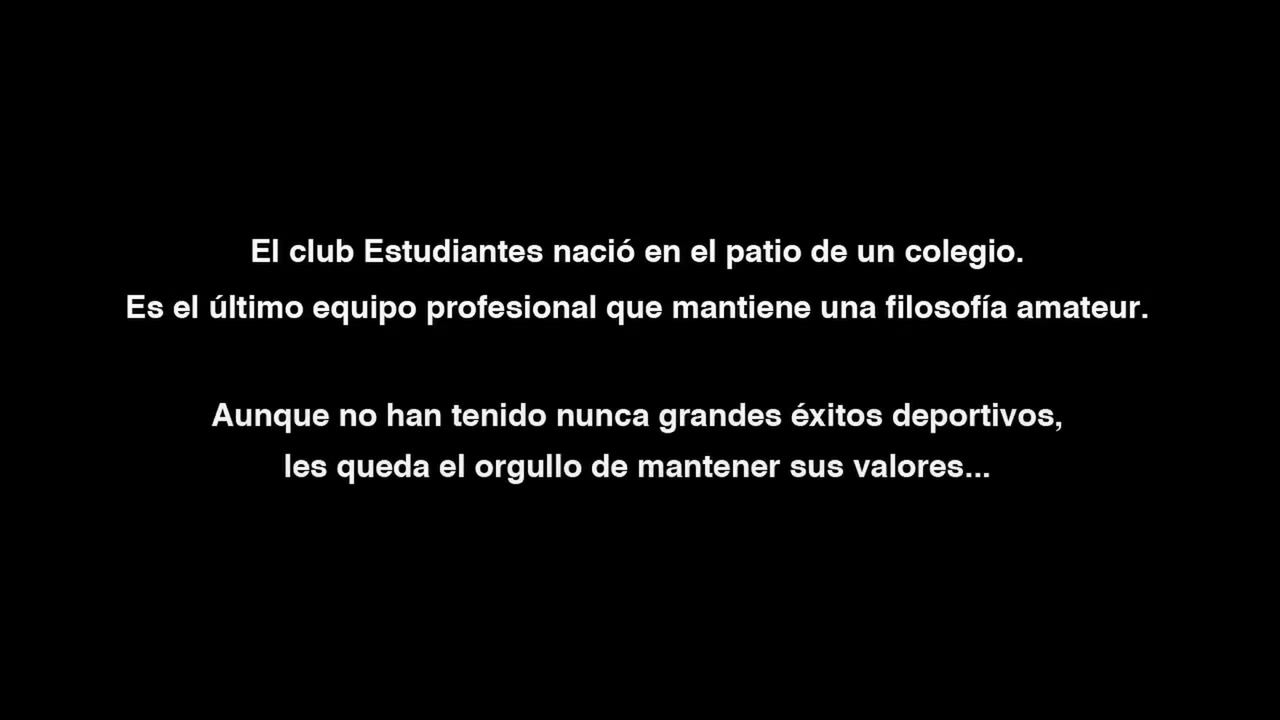 El club Estudiantes nació en el patio de un colegio.
Es el último equipo profesional que mantiene una filosofía amateur.
Aunque no han tenido nunca grandes éxitos deportivos,
les queda el orgullo de mantener sus valores...